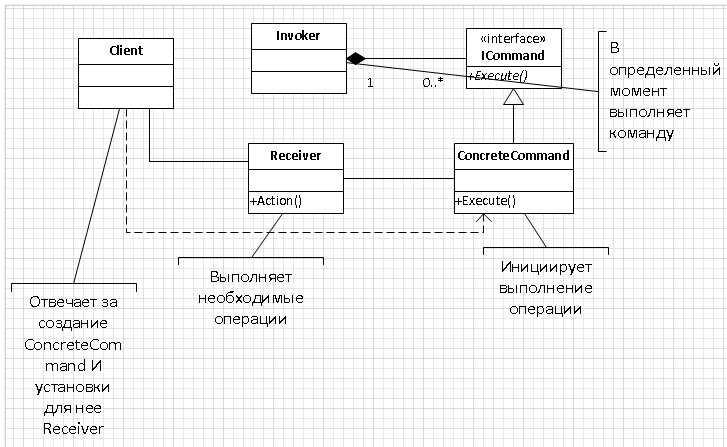 Client
Invoker
«interface»
ICommand
+Execute()
1
0..*
В
определенный
момент
выполняет
команду
Receiver
+Action()
ConcreteCommand
+Execute()
Отвечает за
создание
ConcreteCom
mand И
установки
для нее
Receiver
Выполняет
необходимые
операции
Инициирует
выполнение
операции